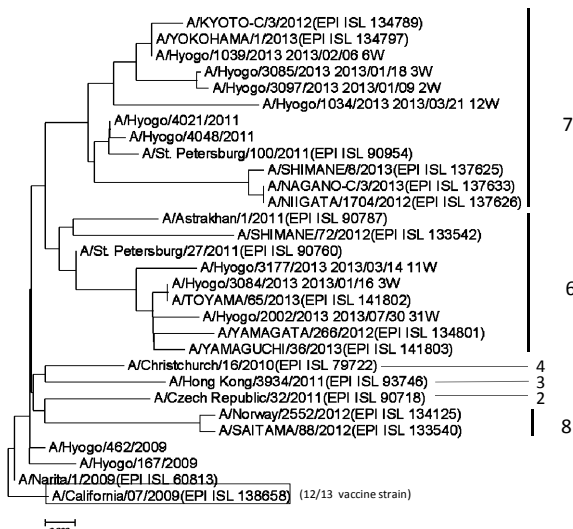 A/KYOTO-C/3/2012(EPI ISL 134789)
A/YOKOHAMA/1/2013(EPI ISL 134797)
A/Hyogo/1039/2013 2013/02/06 6W
A/Hyogo/3085/2013 2013/01/18 3W
A/Hyogo/3097/2013 2013/01/09 2W
A/Hyogo/1034/2013 2013/03/21 12W
7
A/Hyogo/4021/2011
A/Hyogo/4048/2011
A/St. Petersburg/100/2011(EPI ISL 90954)
A/SHIMANE/8/2013(EPI ISL 137625)
A/NAGANO-C/3/2013(EPI ISL 137633)
A/NIIGATA/1704/2012(EPI ISL 137626)
A/Astrakhan/1/2011(EPI ISL 90787)
A/SHIMANE/72/2012(EPI ISL 133542)
A/St. Petersburg/27/2011(EPI ISL 90760)
A/Hyogo/3177/2013 2013/03/14 11W
A/Hyogo/3084/2013 2013/01/16 3W
6
A/TOYAMA/65/2013(EPI ISL 141802)
A/Hyogo/2002/2013 2013/07/30 31W
A/YAMAGATA/266/2012(EPI ISL 134801)
A/YAMAGUCHI/36/2013(EPI ISL 141803)
A/Christchurch/16/2010(EPI ISL 79722) 4
A/Hong Kong/3934/2011(EPI ISL 93746) 3
A/Czech Republic/32/2011(EPI ISL 90718) 2
A/Norway/2552/2012(EPI ISL 134125)
A/SAITAMA/88/2012(EPI ISL 133540)
8
A/Hyogo/462/2009
A/Hyogo/167/2009
A/Narita/1/2009(EPI ISL 60813)
A/California/07/2009(EPI ISL 138658) (12/13 vaccine strain)